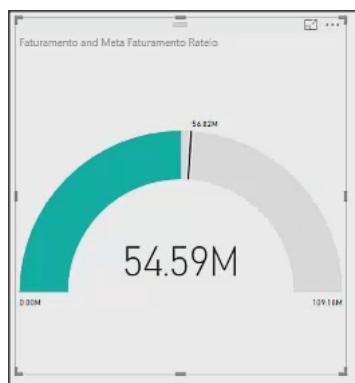 Faturamento and Meta Faturamento Rateio
56.82M
54.59M
0.00M
109.18M